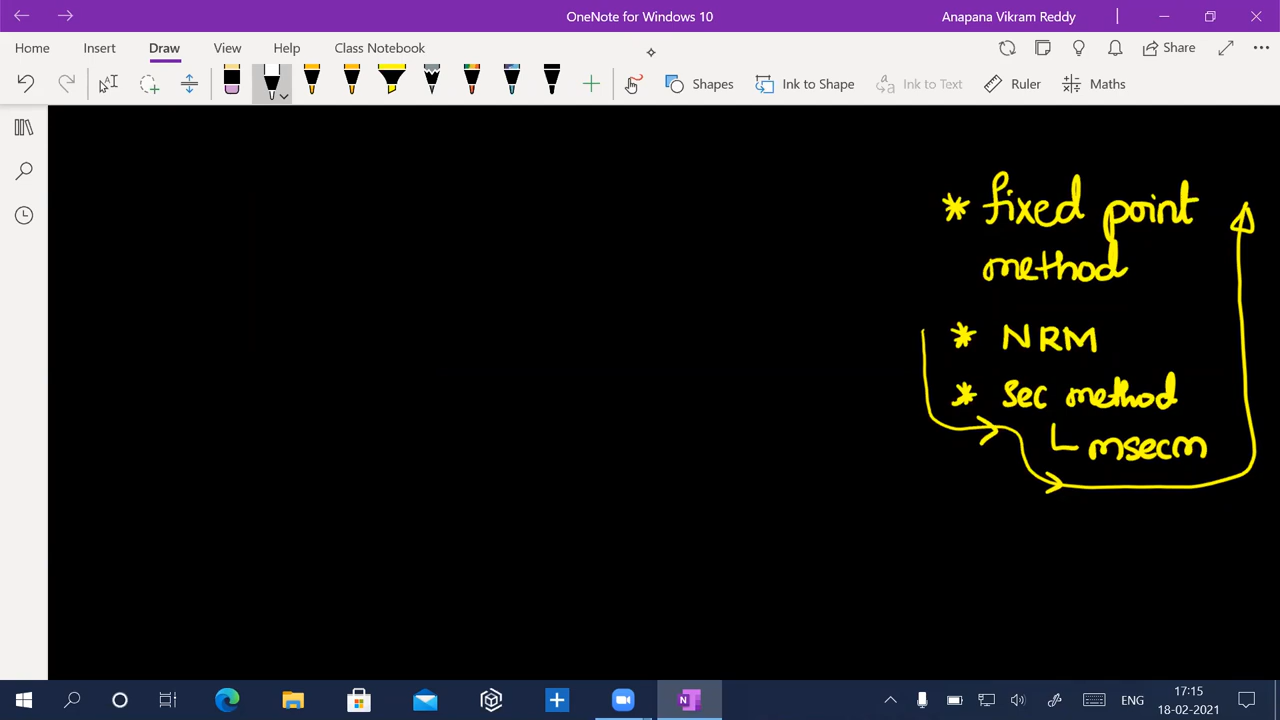 OneNote for Windows 10
Anapana Vikram Reddy
Home Insert Draw View Help Class Notebook
Share
Shapes Ink to Shape Ink to Text Ruler Maths
* fixed point
method
* NRM
* Sec method
msecm
ENG
17:15
18-02-2021